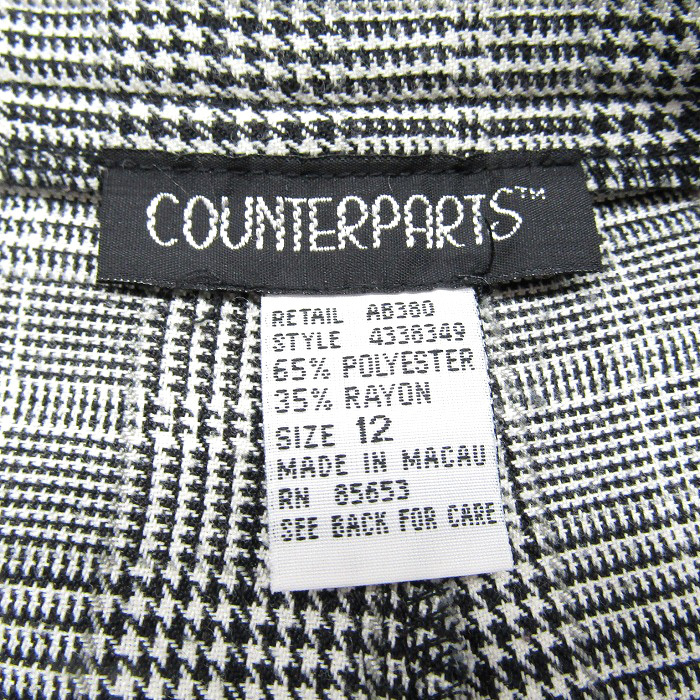 COUNTERPARTS™
RETAIL AB380
STYLE 4338349
65% POLYESTER
35% RAYON
SIZE 12
MADE IN MACAU
RN 85653
SEE BACK FOR CARE